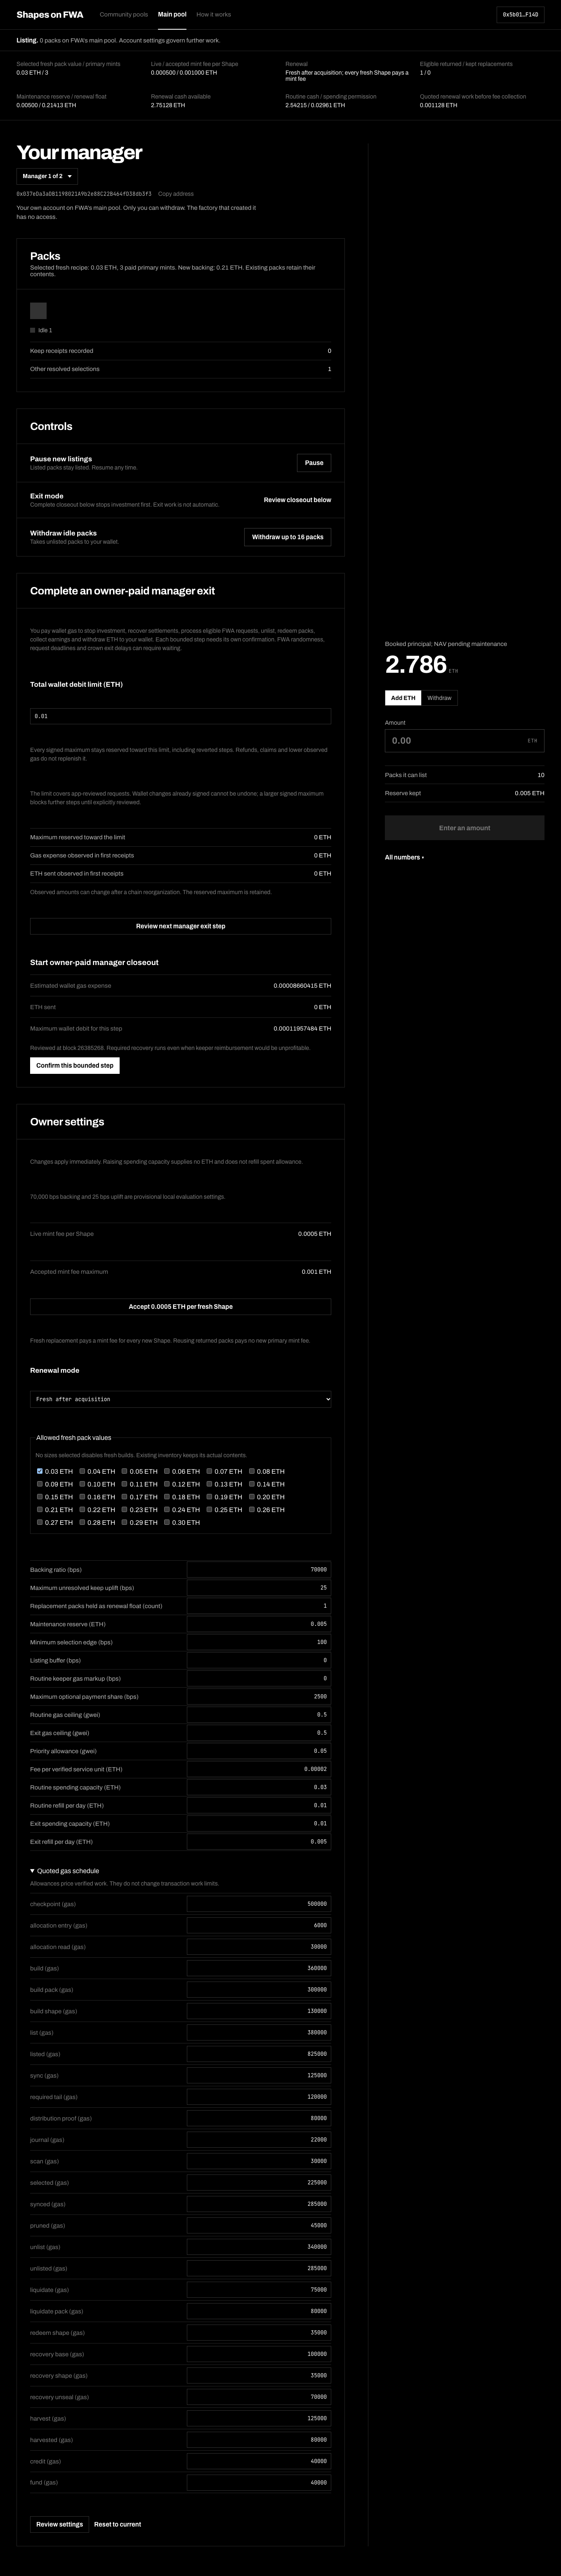 Shapes on FWA
Community pools
Main pool
How it works
0x5b01…F140
Listing. 0 packs on FWA's main pool. Account settings govern further work.
Selected fresh pack value / primary mints
0.03 ETH / 3
Live / accepted mint fee per Shape
0.000500 / 0.001000 ETH
Renewal
Fresh after acquisition; every fresh Shape pays a
mint fee
Eligible returned / kept replacements
1 / 0
Maintenance reserve / renewal float
0.00500 / 0.21413 ETH
Renewal cash available
2.75128 ETH
Routine cash / spending permission
2.54215 / 0.02961 ETH
Quoted renewal work before fee collection
0.001128 ETH
Your manager
Manager 1 of 2
Copy address
Your own account on FWA's main pool. Only you can withdraw. The factory that created it
has no access.
Packs
Selected fresh recipe: 0.03 ETH, 3 paid primary mints. New backing: 0.21 ETH. Existing packs retain their
contents.
Idle 1
Keep receipts recorded
0
Other resolved selections
1
Controls
Pause new listings
Listed packs stay listed. Resume any time.
Pause
Exit mode
Complete closeout below stops investment first. Exit work is not automatic.
Review closeout below
Withdraw idle packs
Takes unlisted packs to your wallet.
Withdraw up to 16 packs
Complete an owner-paid manager exit
You pay wallet gas to stop investment, recover settlements, process eligible FWA requests, unlist, redeem packs,
collect earnings and withdraw ETH to your wallet. Each bounded step needs its own confirmation. FWA randomness,
request deadlines and crown exit delays can require waiting.
Total wallet debit limit (ETH)
0.01
Every signed maximum stays reserved toward this limit, including reverted steps. Refunds, claims and lower observed
gas do not replenish it.
The limit covers app-reviewed requests. Wallet changes already signed cannot be undone; a larger signed maximum
blocks further steps until explicitly reviewed.
Maximum reserved toward the limit
0 ETH
Gas expense observed in first receipts
0 ETH
ETH sent observed in first receipts
0 ETH
Observed amounts can change after a chain reorganization. The reserved maximum is retained.
Review next manager exit step
Start owner-paid manager closeout
Estimated wallet gas expense
0.00008660415 ETH
ETH sent
0 ETH
Maximum wallet debit for this step
0.00011957484 ETH
Reviewed at block 26385268. Required recovery runs even when keeper reimbursement would be unprofitable.
Confirm this bounded step
Owner settings
Changes apply immediately. Raising spending capacity supplies no ETH and does not refill spent allowance.
70,000 bps backing and 25 bps uplift are provisional local evaluation settings.
Live mint fee per Shape
0.0005 ETH
Accepted mint fee maximum
0.001 ETH
Accept 0.0005 ETH per fresh Shape
Fresh replacement pays a mint fee for every new Shape. Reusing returned packs pays no new primary mint fee.
Renewal mode
Fresh after acquisition
Allowed fresh pack values
No sizes selected disables fresh builds. Existing inventory keeps its actual contents.
0.03 ETH 0.04 ETH 0.05 ETH 0.06 ETH 0.07 ETH 0.08 ETH
0.09 ETH 0.10 ETH 0.11 ETH 0.12 ETH 0.13 ETH 0.14 ETH
0.15 ETH 0.16 ETH 0.17 ETH 0.18 ETH 0.19 ETH 0.20 ETH
0.21 ETH 0.22 ETH 0.23 ETH 0.24 ETH 0.25 ETH 0.26 ETH
0.27 ETH 0.28 ETH 0.29 ETH 0.30 ETH
Backing ratio (bps)
70000
Maximum unresolved keep uplift (bps)
25
Replacement packs held as renewal float (count)
1
Maintenance reserve (ETH)
0.005
Minimum selection edge (bps)
100
Listing buffer (bps)
0
Routine keeper gas markup (bps)
0
Maximum optional payment share (bps)
2500
Routine gas ceiling (gwei)
0.5
Exit gas ceiling (gwei)
0.5
Priority allowance (gwei)
0.05
Fee per verified service unit (ETH)
0.00002
Routine spending capacity (ETH)
0.03
Routine refill per day (ETH)
0.01
Exit spending capacity (ETH)
0.01
Exit refill per day (ETH)
0.005
Quoted gas schedule
Allowances price verified work. They do not change transaction work limits.
checkpoint (gas)
500000
allocation entry (gas)
6000
allocation read (gas)
30000
build (gas)
360000
build pack (gas)
300000
build shape (gas)
130000
list (gas)
380000
listed (gas)
825000
sync (gas)
125000
required tail (gas)
120000
distribution proof (gas)
80000
journal (gas)
22000
scan (gas)
30000
selected (gas)
225000
synced (gas)
285000
pruned (gas)
45000
unlist (gas)
340000
unlisted (gas)
285000
liquidate (gas)
75000
liquidate pack (gas)
80000
redeem shape (gas)
35000
recovery base (gas)
100000
recovery shape (gas)
35000
recovery unseal (gas)
70000
harvest (gas)
125000
harvested (gas)
80000
credit (gas)
40000
fund (gas)
40000
Review settings
Reset to current
Booked principal; NAV pending maintenance
2.786 ETH
Add ETH
Withdraw
Amount
0.00
ETH
Packs it can list
10
Reserve kept
0.005 ETH
Enter an amount
All numbers